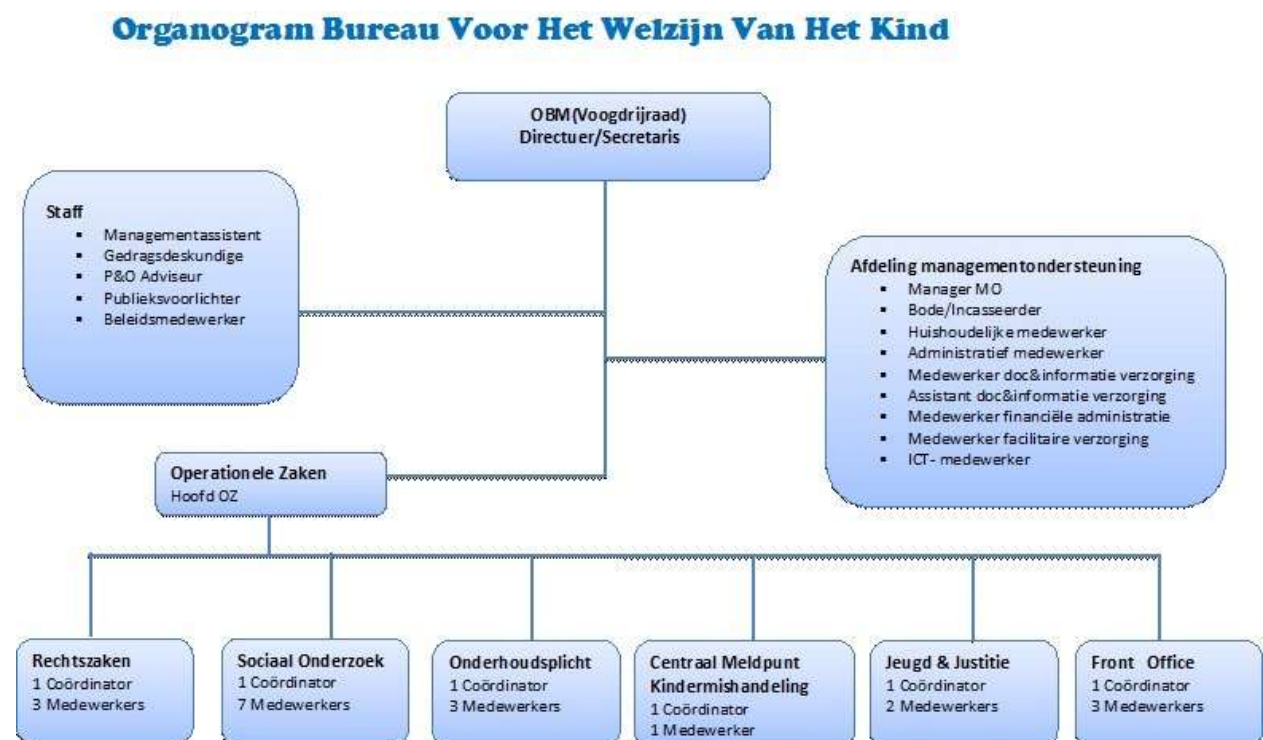 Organogram Bureau Voor Het Welzijn Van Het Kind
OBM(Voogdrijraad)
Directuer/Secretaris
Staff
▪ Managementassistent
▪ Gedragsdeskundige
▪ P&O Adviseur
▪ Publieksvoorlichter
▪ Beleidsmedewerker
Afdeling managementondersteuning
▪ Manager MO
▪ Bode/Incasseerder
▪ Huishoudelijke medewerker
▪ Administratief medewerker
▪ Medewerker doc&informatie verzorging
▪ Assistant doc&informatie verzorging
▪ Medewerker financiële administratie
▪ Medewerker facilitaire verzorging
▪ ICT- medewerker
Operationele Zaken
Hoofd OZ
Rechtszaken
1 Coördinator
3 Medewerkers
Sociaal Onderzoek
1 Coördinator
7 Medewerkers
Onderhoudsplicht
1 Coördinator
3 Medewerkers
Centraal Meldpunt
Kindermishandeling
1 Coördinator
1 Medewerker
Jeugd & Justitie
1 Coördinator
2 Medewerkers
Front Office
1 Coördinator
3 Medewerkers